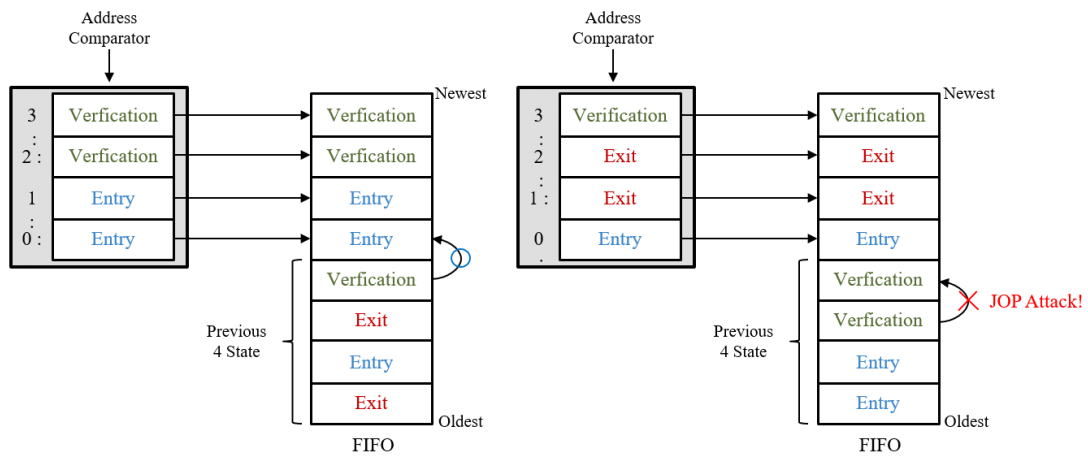 Address
Comparator
3
:
2 :
1
:
0 :
Verfication
Verfication
Entry
Entry
Newest
Verfication
Verfication
Entry
Entry
Verfication
Exit
Entry
Exit
Previous
4 State
Oldest
FIFO
Address
Comparator
3
:
2
:
1 :
0
.
Verification
Exit
Exit
Entry
Newest
Verification
Exit
Exit
Entry
Verfication
Verfication
Entry
Entry
JOP Attack!
Previous
4 State
Oldest
FIFO